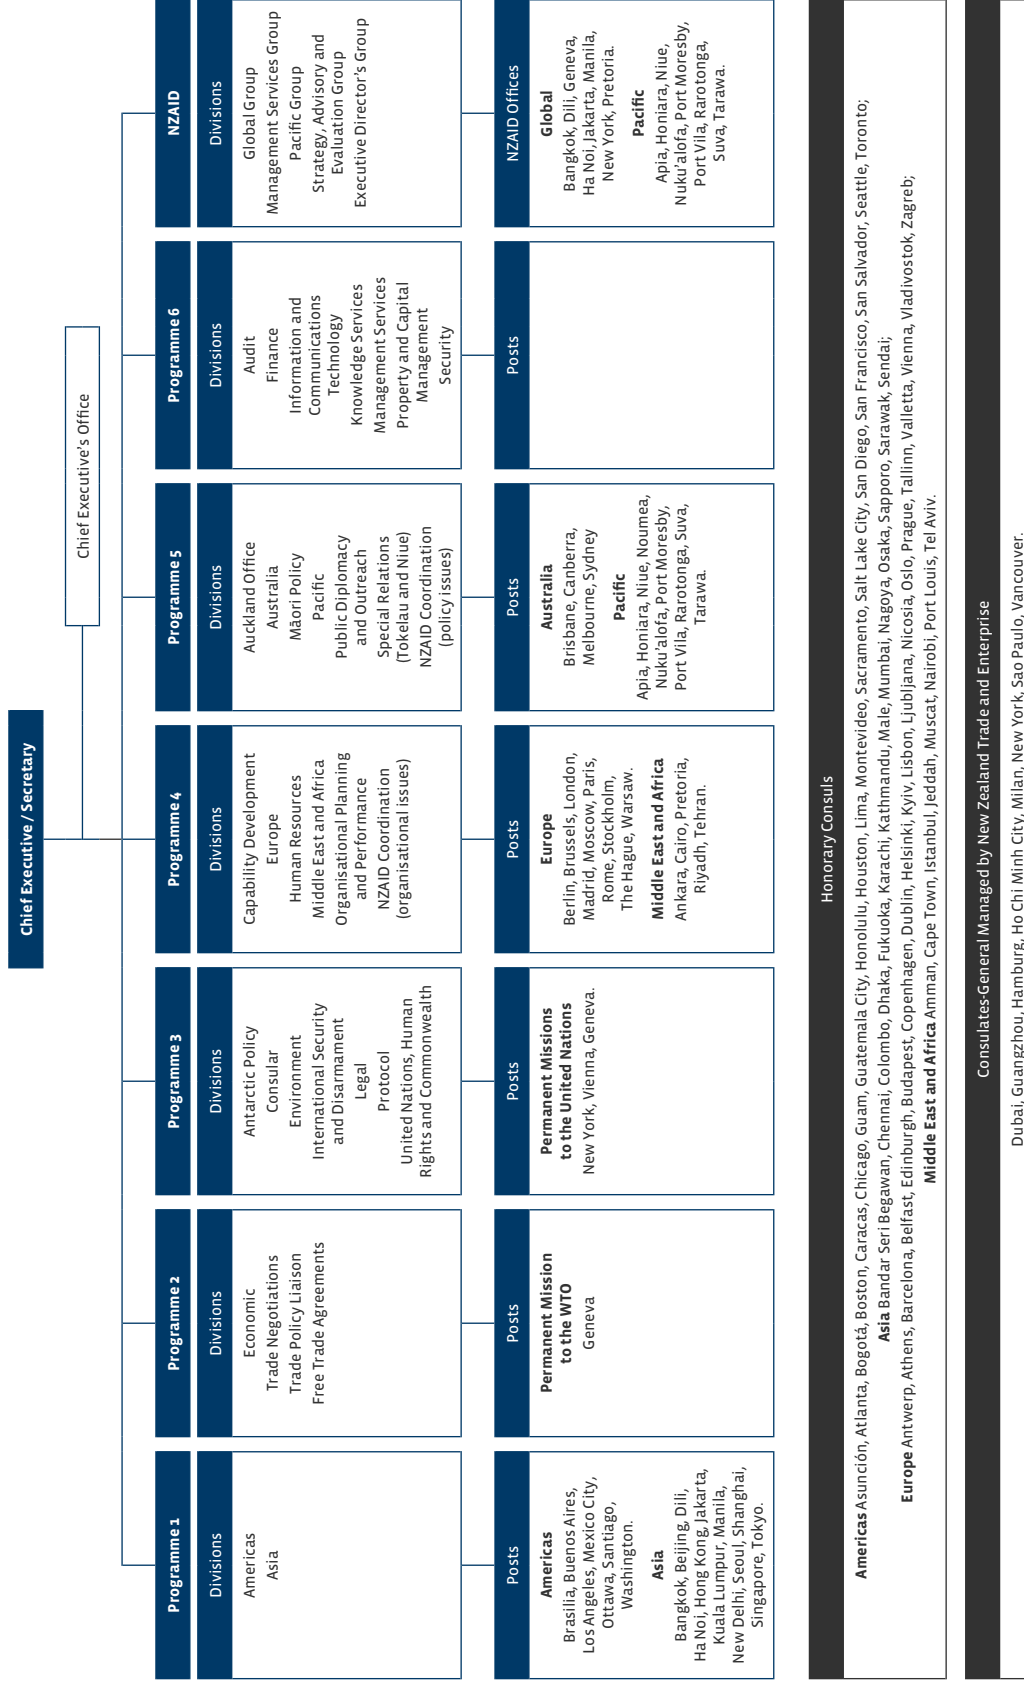 Chief Executive / Secretary
Chief Executive's Office
Programme 1
Divisions
Americas
Asia
Posts
Americas
Brasilia, Buenos Aires,
Los Angeles, Mexico City,
Ottawa, Santiago,
Washington.
Asia
Bangkok, Beijing, Dili,
Ha Noi, Hong Kong, Jakarta,
Kuala Lumpur, Manila,
New Delhi, Seoul, Shanghai,
Singapore, Tokyo.
Programme 2
Divisions
Economic
Trade Negotiations
Trade Policy Liaison
Free Trade Agreements
Posts
Permanent Mission
to the WTO
Geneva
Programme 3
Divisions
Antarctic Policy
Consular
Environment
International Security
and Disarmament
Legal
Protocol
United Nations, Human
Rights and Commonwealth
Posts
Permanent Missions
to the United Nations
New York, Vienna, Geneva.
Programme 4
Divisions
Capability Development
Europe
Human Resources
Middle East and Africa
Organisational Planning
and Performance
NZAID Coordination
(organisational issues)
Posts
Europe
Berlin, Brussels, London,
Madrid, Moscow, Paris,
Rome, Stockholm,
The Hague, Warsaw.
Middle East and Africa
Ankara, Cairo, Pretoria,
Riyadh, Tehran.
Programme 5
Divisions
Auckland Office
Australia
Māori Policy
Pacific
Public Diplomacy
and Outreach
Special Relations
(Tokelau and Niue)
NZAID Coordination
(policy issues)
Posts
Australia
Brisbane, Canberra,
Melbourne, Sydney
Pacific
Apia, Honiara, Niue, Noumea,
Nuku'alofa, Port Moresby,
Port Vila, Rarotonga, Suva,
Tarawa.
Programme 6
Divisions
Audit
Finance
Information and
Communications
Technology
Knowledge Services
Management Services
Property and Capital
Management
Security
Posts
NZAID
Divisions
Global Group
Management Services Group
Pacific Group
Strategy, Advisory and
Evaluation Group
Executive Director's Group
NZAID Offices
Global
Bangkok, Dili, Geneva,
Ha Noi, Jakarta, Manila,
New York, Pretoria.
Pacific
Apia, Honiara, Niue,
Nuku'alofa, Port Moresby,
Port Vila, Rarotonga,
Suva, Tarawa.
Honorary Consuls
Americas Asunción, Atlanta, Bogotá, Boston, Caracas, Chicago, Guam, Guatemala City, Honolulu, Houston, Lima, Montevideo, Sacramento, Salt Lake City, San Diego, San Francisco, San Salvador, Seattle, Toronto;
Asia Bandar Seri Begawan, Chennai, Colombo, Dhaka, Fukuoka, Karachi, Kathmandu, Male, Mumbai, Nagoya, Osaka, Sapporo, Sarawak, Sendai;
Europe Antwerp, Athens, Barcelona, Belfast, Edinburgh, Budapest, Copenhagen, Dublin, Helsinki, Kyiv, Lisbon, Ljubljana, Nicosia, Oslo, Prague, Tallinn, Valletta, Vienna, Vladivostok, Zagreb;
Middle East and Africa Amman, Cape Town, Istanbul, Jeddah, Muscat, Nairobi, Port Louis, Tel Aviv.
Consulates-General Managed by New Zealand Trade and Enterprise
Dubai, Guangzhou, Hamburg, Ho Chi Minh City, Milan, New York, Sao Paulo, Vancouver.